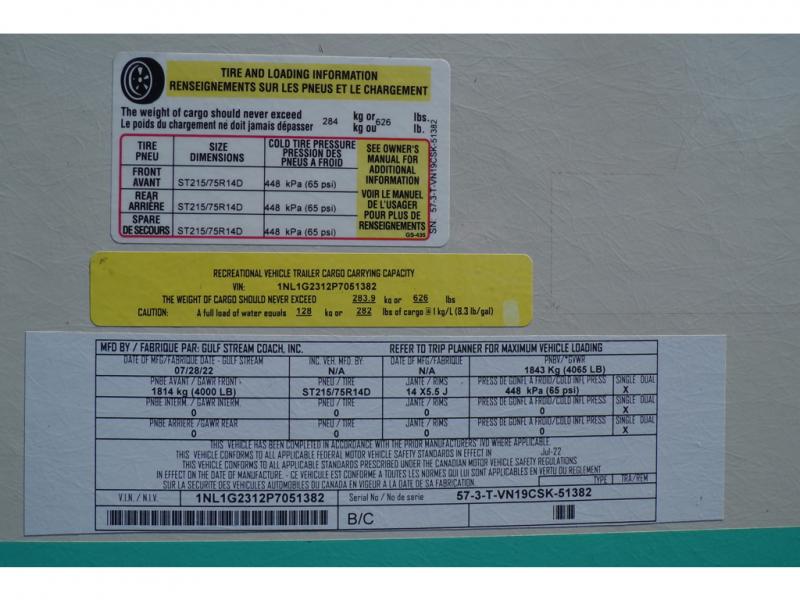 TIRE AND LOADING INFORMATION
RENSEIGNEMENTS SUR LES PNEUS ET LE CHARGEMENT
The weight of cargo should never exceed 284 kg or 626 lbs.
Le poids du chargement ne doit jamais dépasser kg ou lb.
TIRE PNEU SIZE DIMENSIONS COLD TIRE PRESSURE PRESSION DES PNEUS A FROID
FRONT AVANT ST215/75R14D 448 kPa (65 psi)
REAR ARRIÈRE ST215/75R14D 448 kPa (65 psi)
SPARE DE SECOURS ST215/75R14D 448 kPa (65 psi)
SEE OWNER'S
MANUAL FOR
ADDITIONAL
INFORMATION
VOIR LE MANUEL
DE L'USAGER
POUR PLUS DE
RENSEIGNEMENTS
GS-435
S/N: 57-3-T-VN19CSK-51382
RECREATIONAL VEHICLE TRAILER CARGO CARRYING CAPACITY
VIN: 1NL1G2312P7051382
THE WEIGHT OF CARGO SHOULD NEVER EXCEED 283.9 kg or 626 lbs
CAUTION: A full load of water equals 128 kg or 282 lbs of cargo @ 1 kg/L (8.3 lb/gal)
MFD BY / FABRIQUE PAR: GULF STREAM COACH, INC. REFER TO TRIP PLANNER FOR MAXIMUM VEHICLE LOADING
DATE OF MFG/FABRIQUE DATE - GULF STREAM INC. VEH. MFD. BY DATE OF MFG/FABRIQUE PNBV/*GVWR
07/28/22 N/A N/A 1843 Kg (4065 LB)
PNBE AVANT / GAWR FRONT PNEU / TIRE JANTE / RIMS PRESS DE GONFL A FROID/COLD INFL PRESS SINGLE DUAL
1814 kg (4000 LB) ST215/75R14D 14 X5.5 J 448 kPa (65 psi) X
PNBE INTERM. / GAWR INTERM. PNEU / TIRE JANTE / RIMS PRESS DE GONFL A FROID/COLD INFL PRESS SINGLE DUAL
0 0 0 0 X
PNBE ARRIERE / GAWR REAR PNEU / TIRE JANTE / RIMS PRESS DE GONFL A FROID/COLD INFL PRESS SINGLE DUAL
0 0 0 0 X
THIS VEHICLE HAS BEEN COMPLETED IN ACCORDANCE WITH THE PRIOR MANUFACTURERS' IVD WHERE APPLICABLE.
THIS VEHICLE CONFORMS TO ALL APPLICABLE FEDERAL MOTOR VEHICLE SAFETY STANDARDS IN EFFECT IN Jul-22
THIS VEHICLE CONFORMS TO ALL APPLICABLE STANDARDS PRESCRIBED UNDER THE CANADIAN MOTOR VEHICLE SAFETY REGULATIONS
IN EFFECT ON THE DATE OF MANUFACTURE - CE VEHICULE EST CONFORME A TOUTES LES NORMES QUI LUI SONT APPLICABLES EN VERTU DU REGLEMENT
SUR LA SECURITE DES VEHICULES AUTOMOBILES DU CANADA EN VIGEUR A LA DATE DE SA FABRICATION. TYPE TRA/REM
V.I.N. / N.I.V. 1NL1G2312P7051382 Serial No / No de serie 57-3-T-VN19CSK-51382
B/C